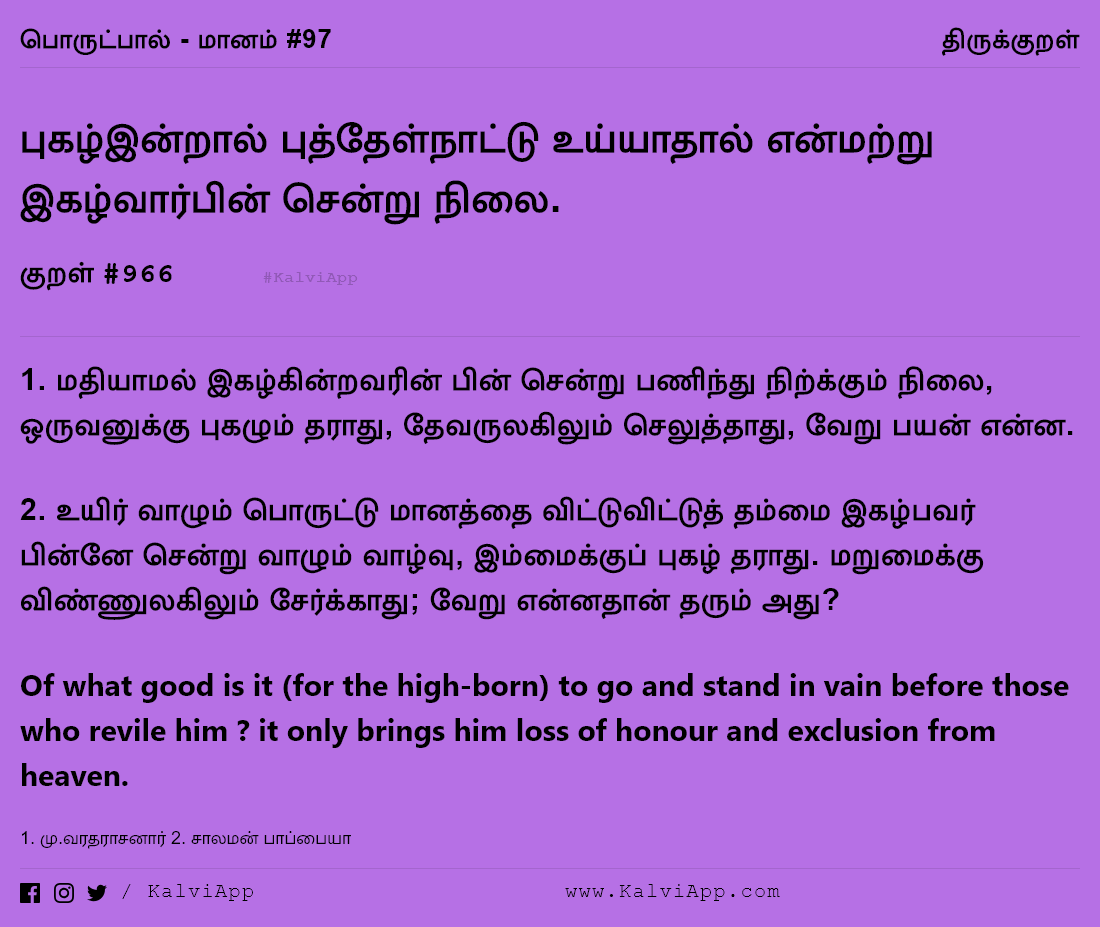 பொருட்பால் - மானம் #97 திருக்குறள்
புகழ்இன்றால் புத்தேள்நாட்டு உய்யாதால் என்மற்று
இகழ்வார்பின் சென்று நிலை.
குறள் #966 #KalviApp
1. மதியாமல் இகழ்கின்றவரின் பின் சென்று பணிந்து நிற்க்கும் நிலை,
ஒருவனுக்கு புகழும் தராது, தேவருலகிலும் செலுத்தாது, வேறு பயன் என்ன.
2. உயிர் வாழும் பொருட்டு மானத்தை விட்டுவிட்டுத் தம்மை இகழ்பவர்
பின்னே சென்று வாழும் வாழ்வு, இம்மைக்குப் புகழ் தராது. மறுமைக்கு
விண்ணுலகிலும் சேர்க்காது; வேறு என்னதான் தரும் அது?
Of what good is it (for the high-born) to go and stand in vain before those
who revile him ? it only brings him loss of honour and exclusion from
heaven.
1. மு.வரதராசனார் 2. சாலமன் பாப்பையா
/ KalviApp www.KalviApp.com